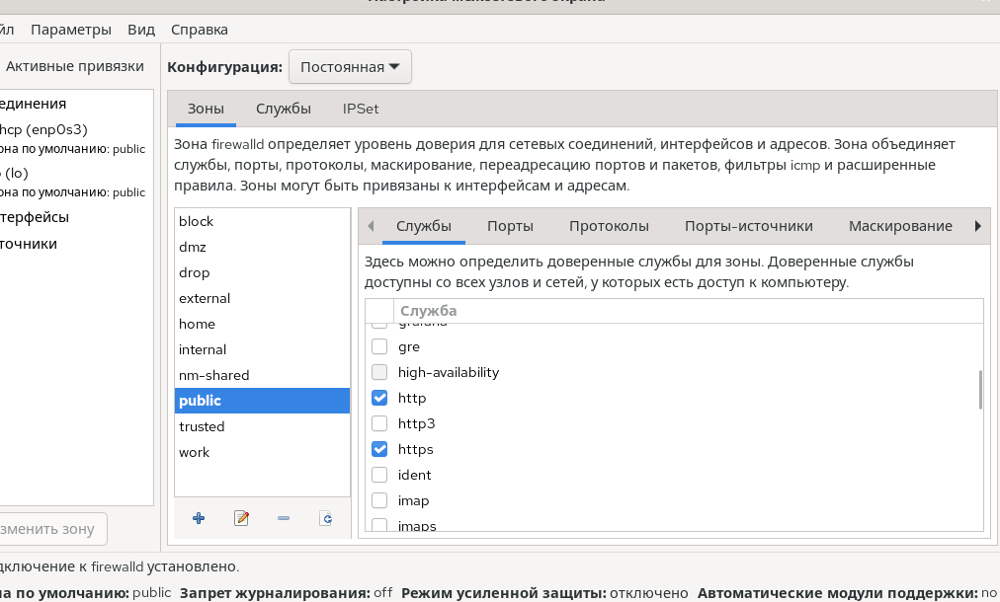 Настройка межсетевого экрана
йл Параметры Вид Справка
Активные привязки
единения
hcp (enp0s3)
она по умолчанию: public
(lo)
она по умолчанию: public
терфейсы
точники
зменить зону
Конфигурация: Постоянная
Зоны Службы IPSet
Зона firewalld определяет уровень доверия для сетевых соединений, интерфейсов и адресов. Зона объединяет
службы, порты, протоколы, маскирование, переадресацию портов и пакетов, фильтры icmp и расширенные
правила. Зоны могут быть привязаны к интерфейсам и адресам.
block
dmz
drop
external
home
internal
nm-shared
public
trusted
work
Службы Порты Протоколы Порты-источники Маскирование
Здесь можно определить доверенные службы для зоны. Доверенные службы
доступны со всех узлов и сетей, у которых есть доступ к компьютеру.
Служба
grafana
gre
high-availability
http
http3
https
ident
imap
imaps
дключение к firewalld установлено.
на по умолчанию: public Запрет журналирования: off Режим усиленной защиты: отключено Автоматические модули поддержки: no